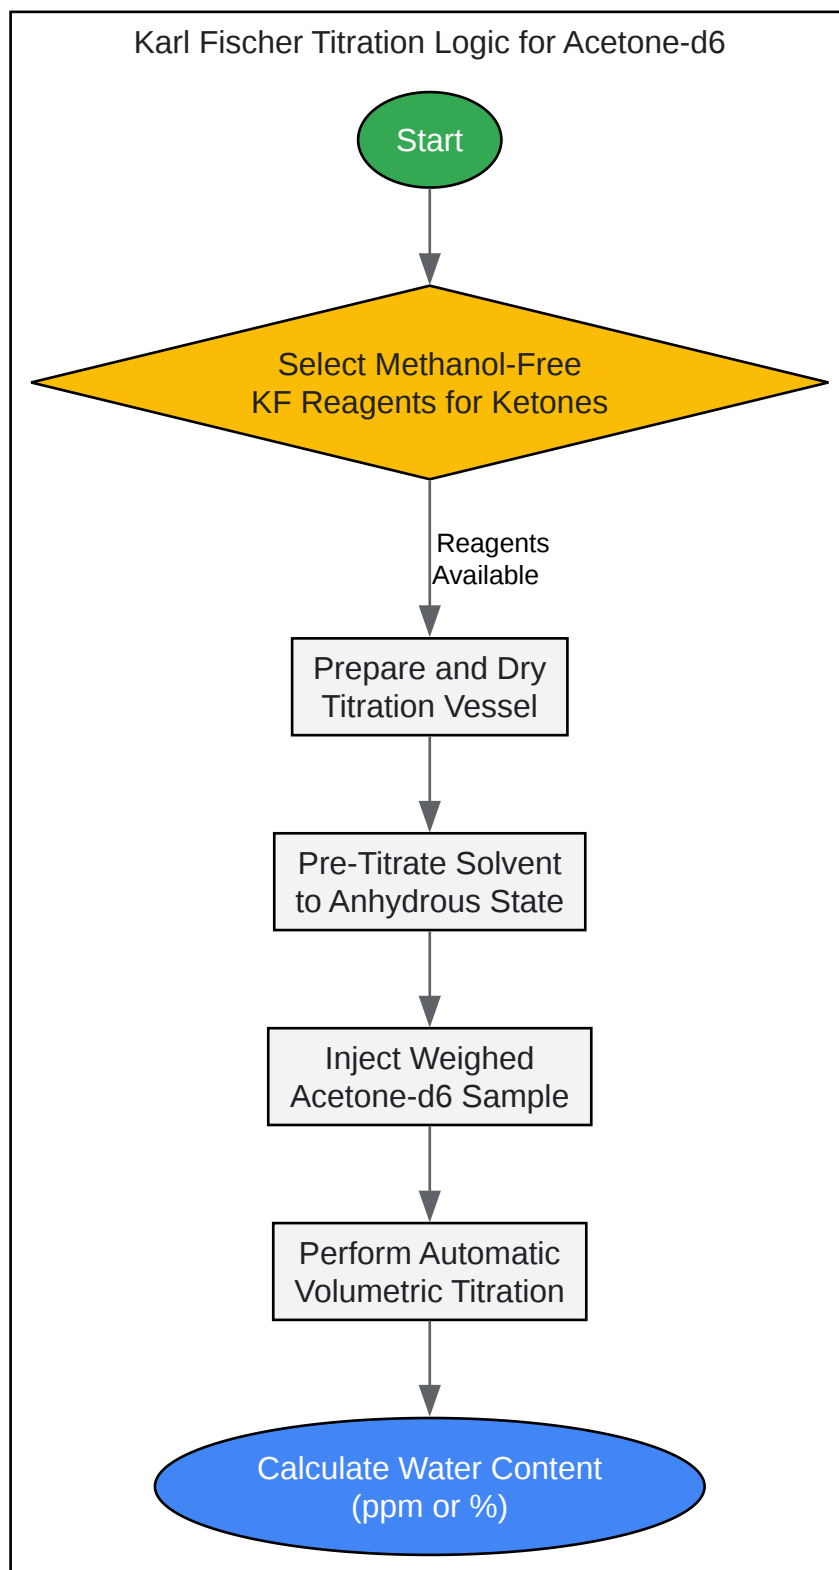 Karl Fischer Titration Logic for Acetone-d6
Start
Select Methanol-Free
KF Reagents for Ketones
Reagents
Available
Prepare and Dry
Titration Vessel
Pre-Titrate Solvent
to Anhydrous State
Inject Weighed
Acetone-d6 Sample
Perform Automatic
Volumetric Titration
Calculate Water Content
(ppm or %)